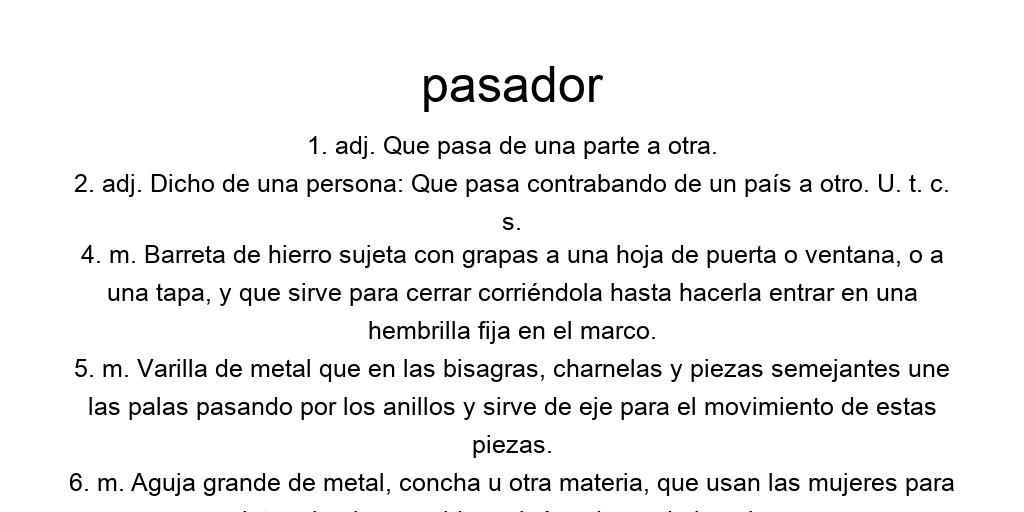 pasador
1. adj. Que pasa de una parte a otra.
2. adj. Dicho de una persona: Que pasa contrabando de un país a otro. U. t. c.
s.
4. m. Barreta de hierro sujeta con grapas a una hoja de puerta o ventana, o a
una tapa, y que sirve para cerrar corriéndola hasta hacerla entrar en una
hembrilla fija en el marco.
5. m. Varilla de metal que en las bisagras, charnelas y piezas semejantes une
las palas pasando por los anillos y sirve de eje para el movimiento de estas
piezas.
6. m. Aguja grande de metal, concha u otra materia, que usan las mujeres para